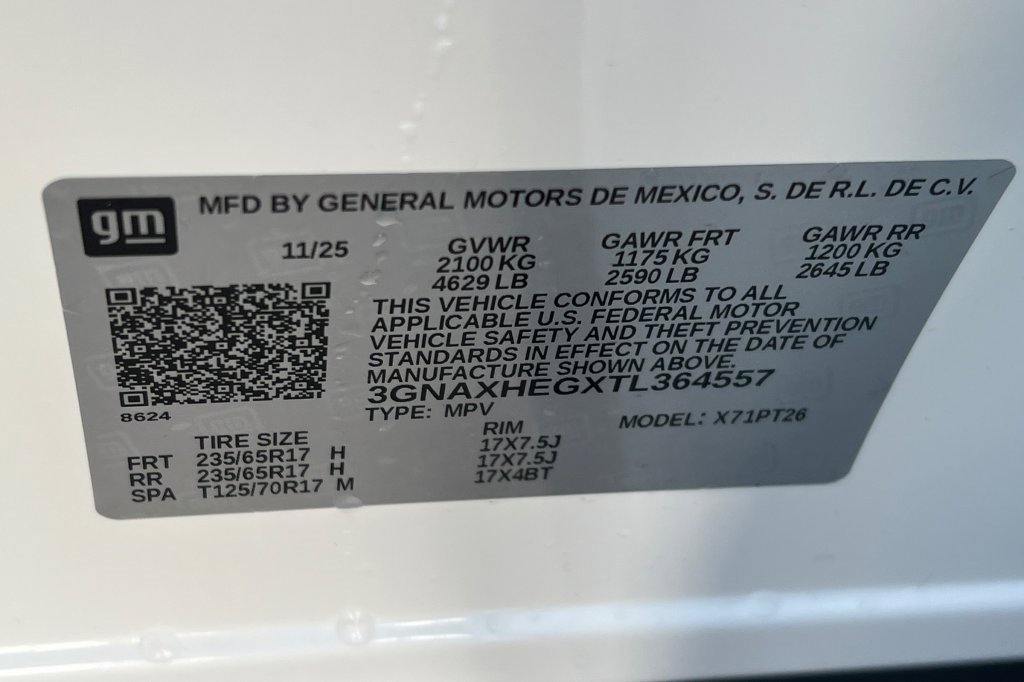 gm
MFD BY GENERAL MOTORS DE MEXICO, S. DE R.L. DE C.V.
11/25 GVWR GAWR FRT GAWR RR
2100 KG 1175 KG 1200 KG
4629 LB 2590 LB 2645 LB
THIS VEHICLE CONFORMS TO ALL
APPLICABLE U.S. FEDERAL MOTOR
VEHICLE SAFETY AND THEFT PREVENTION
STANDARDS IN EFFECT ON THE DATE OF
MANUFACTURE SHOWN ABOVE.
3GNAXHEGXTL364557
8624
TYPE: MPV MODEL: X71PT26
TIRE SIZE RIM
FRT 235/65R17 H 17X7.5J
RR 235/65R17 H 17X7.5J
SPA T125/70R17 M 17X4BT